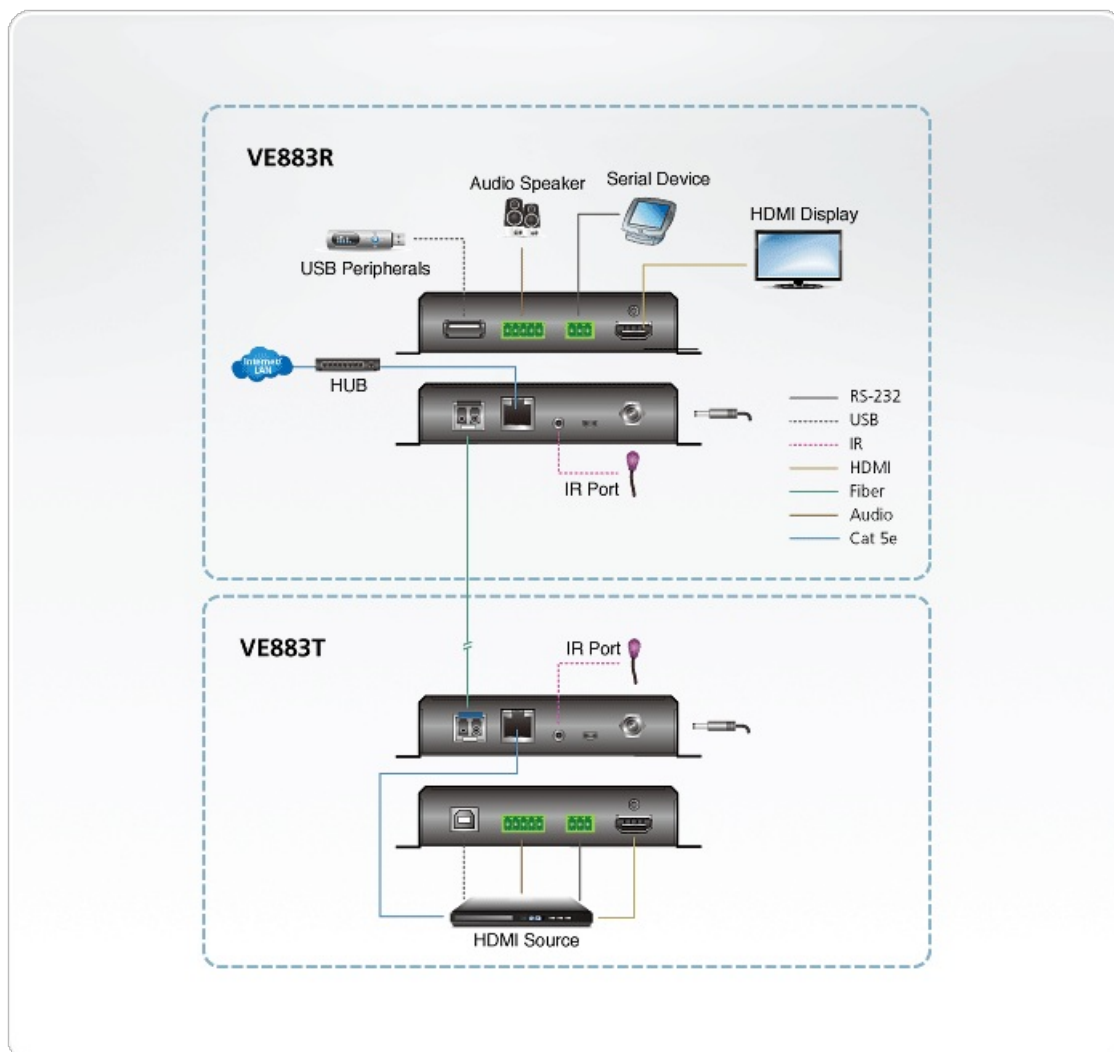 VE883R
Audio Speaker
Serial Device
HDMI Display
USB Peripherals
Internet/
LAN
HUB
IR Port
RS-232
USB
IR
HDMI
Fiber
Audio
Cat 5e
VE883T
IR Port
HDMI Source